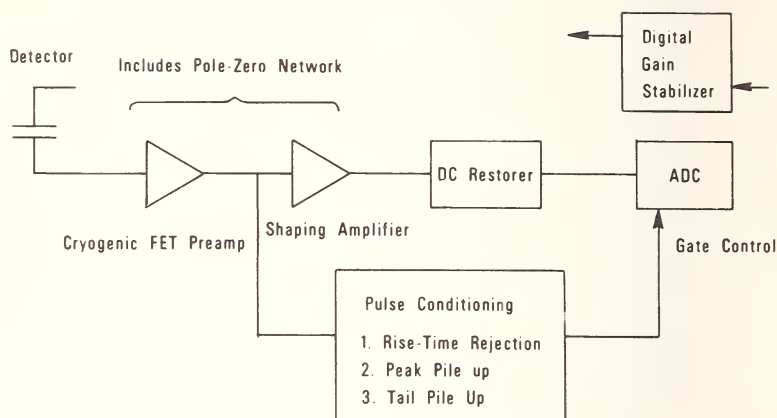 Detector
Includes Pole-Zero Network
Digital
Gain
Stabilizer
DC Restorer
ADC
Cryogenic FET Preamp
Shaping Amplifier
Gate Control
Pulse Conditioning
1. Rise-Time Rejection
2. Peak Pile up
3. Tail Pile Up